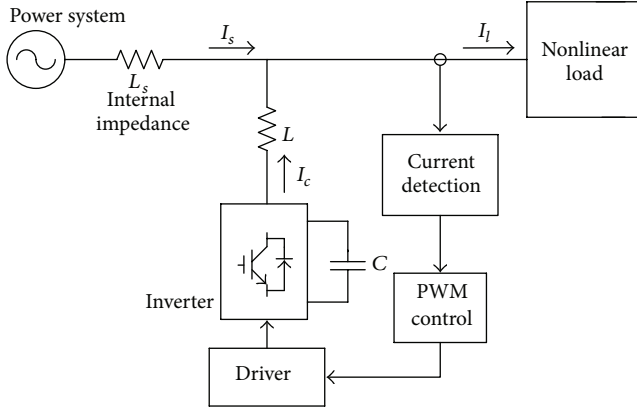 Power system
I_s
I_l
Nonlinear
load
L_s
Internal
impedance
L
I_c
Current
detection
C
Inverter
PWM
control
Driver